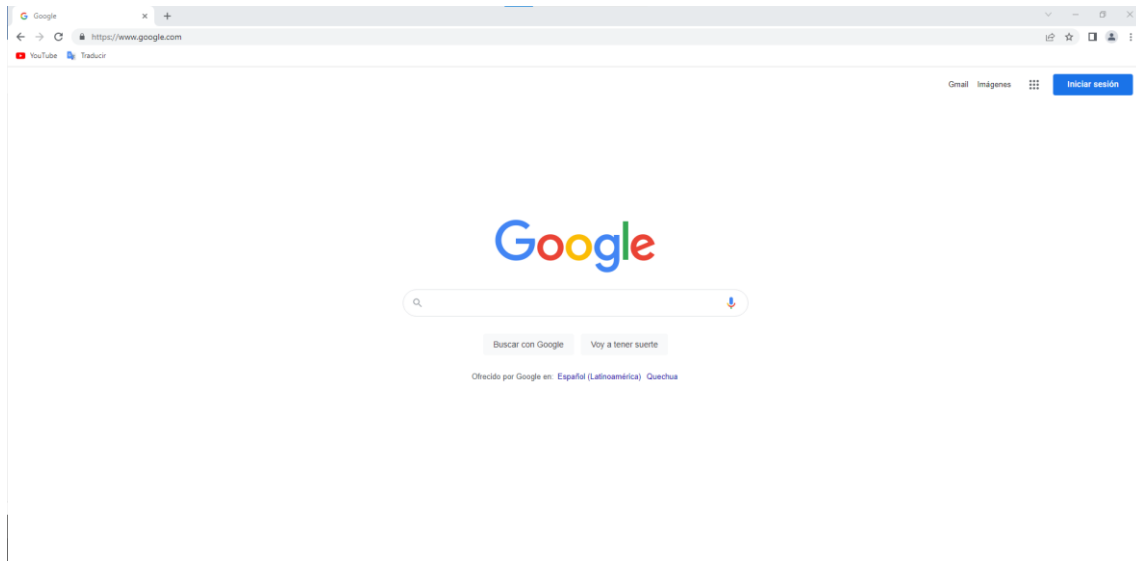 Google
https://www.google.com
YouTube Traducir
Gmail Imágenes Iniciar sesión
Google
Buscar con Google Voy a tener suerte
Ofrecido por Google en: Español (Latinoamérica) Quechua